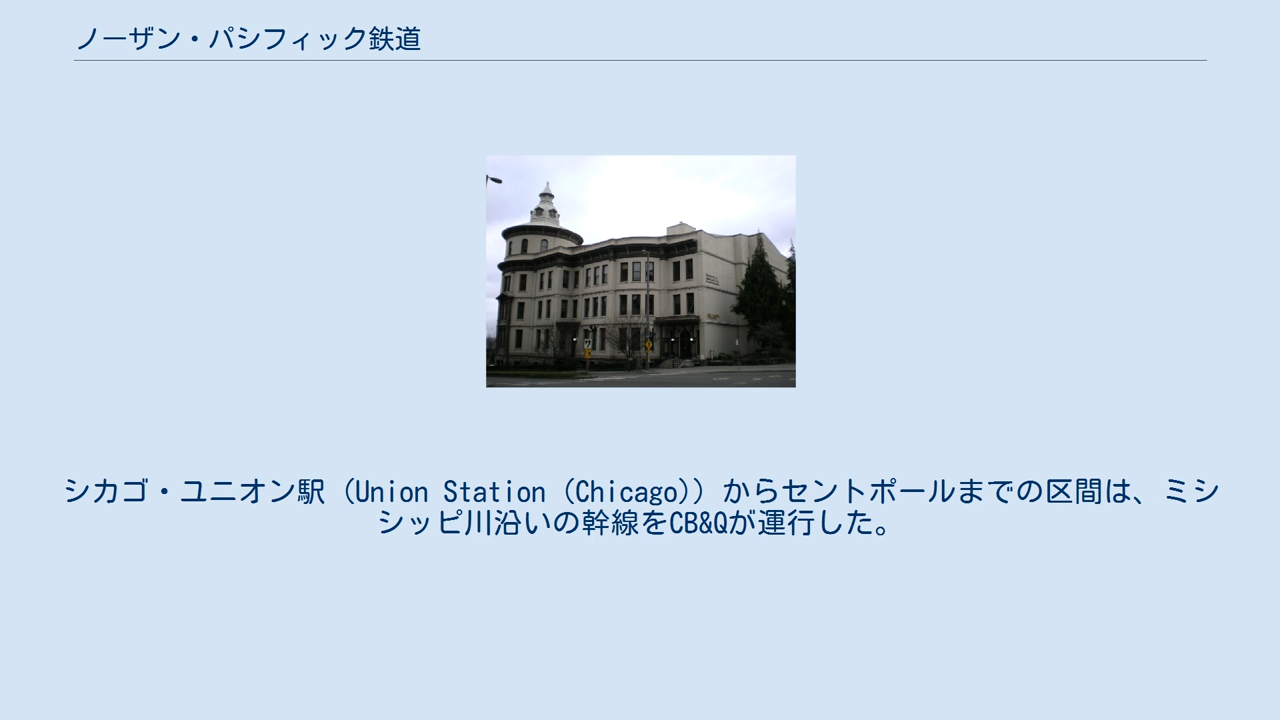 ノーザン・パシフィック鉄道
シカゴ・ユニオン駅（Union Station (Chicago)）からセントポールまでの区間は、ミシ
シッピ川沿いの幹線をCB&Qが運行した。